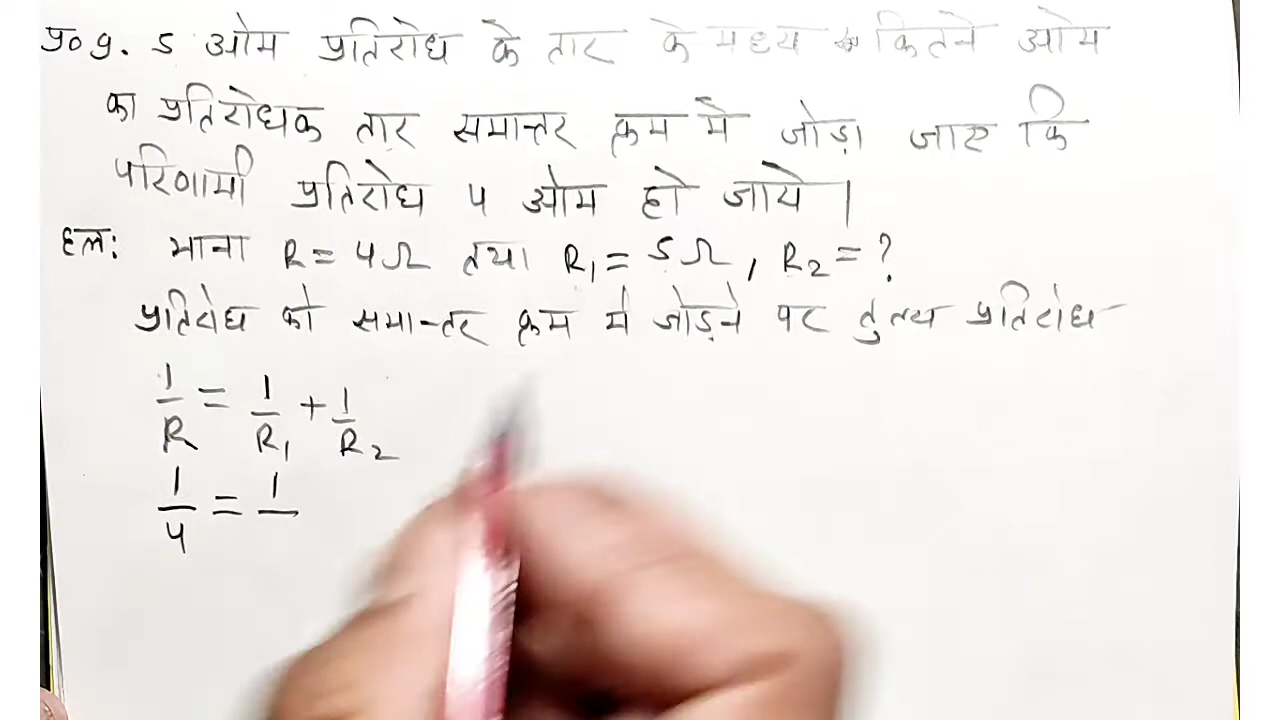 प्र० 9. 5 ओम प्रतिरोध के तार के मध्य कितने ओम
का प्रतिरोधक तार समान्तर क्रम मे जोड़ा जाए कि
परिणामी प्रतिरोध 4 ओम हो जाये।
हल: माना R = 4Ω तथा R₁ = 5Ω, R₂ = ?
प्रतिरोध को समान्तर क्रम में जोड़ने पर तुल्य प्रतिरोध
1/R = 1/R₁ + 1/R₂
1/4 = 1/